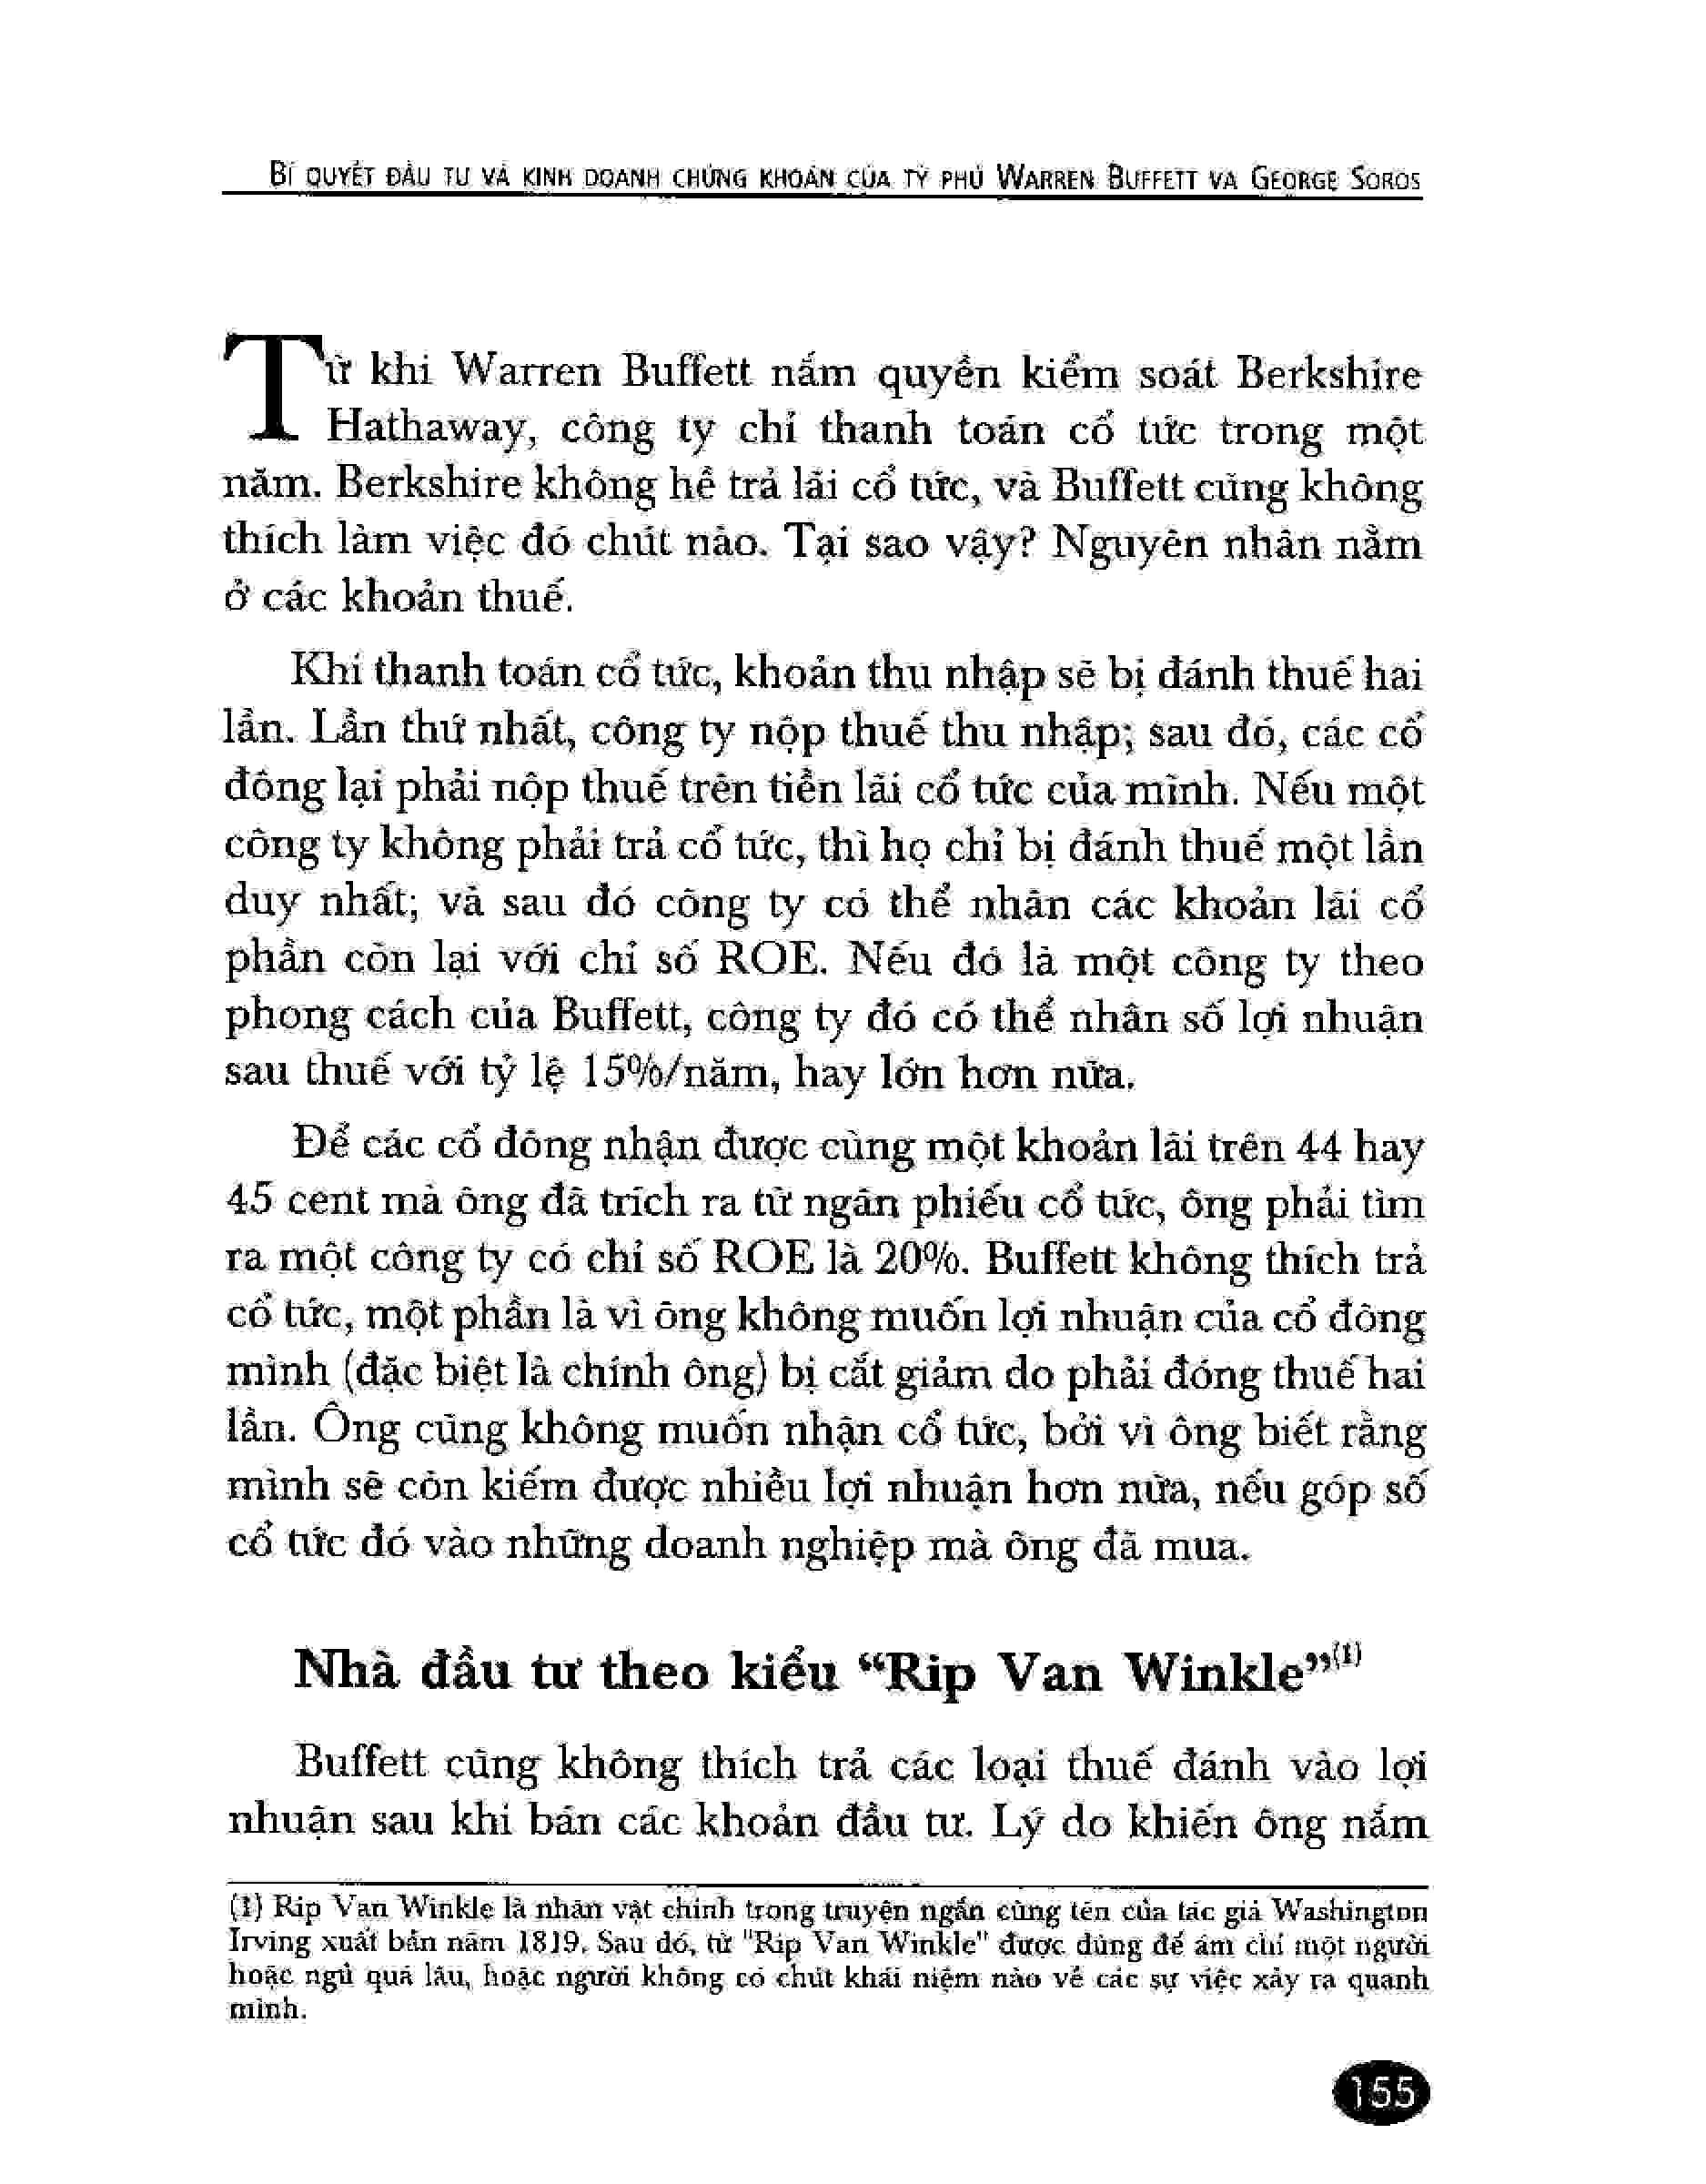 BÍ QUYẾT ĐẦU TƯ VÀ KINH DOANH CHỨNG KHOÁN CỦA TỶ PHÚ WARREN BUFFETT VÀ GEORGE SOROS
Từ khi Warren Buffett nắm quyền kiểm soát Berkshire
Hathaway, công ty chỉ thanh toán cổ tức trong một
năm. Berkshire không hề trả lãi cổ tức, và Buffett cũng không
thích làm việc đó chút nào. Tại sao vậy? Nguyên nhân nằm
ở các khoản thuế.
Khi thanh toán cổ tức, khoản thu nhập sẽ bị đánh thuế hai
lần. Lần thứ nhất, công ty nộp thuế thu nhập; sau đó, các cổ
đông lại phải nộp thuế trên tiền lãi cổ tức của mình. Nếu một
công ty không phải trả cổ tức, thì họ chỉ bị đánh thuế một lần
duy nhất; và sau đó công ty có thể nhân các khoản lãi cổ
phần còn lại với chỉ số ROE. Nếu đó là một công ty theo
phong cách của Buffett, công ty đó có thể nhân số lợi nhuận
sau thuế với tỷ lệ 15%/năm, hay lớn hơn nữa.
Để các cổ đông nhận được cùng một khoản lãi trên 44 hay
45 cent mà ông đã trích ra từ ngân phiếu cổ tức, ông phải tìm
ra một công ty có chỉ số ROE là 20%. Buffett không thích trả
cổ tức, một phần là vì ông không muốn lợi nhuận của cổ đông
mình (đặc biệt là chính ông) bị cắt giảm do phải đóng thuế hai
lần. Ông cũng không muốn nhận cổ tức, bởi vì ông biết rằng
mình sẽ còn kiếm được nhiều lợi nhuận hơn nữa, nếu góp số
cổ tức đó vào những doanh nghiệp mà ông đã mua.
Nhà đầu tư theo kiểu “Rip Van Winkle”(1)
Buffett cũng không thích trả các loại thuế đánh vào lợi
nhuận sau khi bán các khoản đầu tư. Lý do khiến ông nắm
(1) Rip Van Winkle là nhân vật chính trong truyện ngắn cùng tên của tác giả Washington
Irving xuất bản năm 1819. Sau đó, từ "Rip Van Winkle" được dùng để ám chỉ một người
hoặc ngủ quá lâu, hoặc người không có chút khái niệm nào về các sự việc xảy ra quanh
mình.
155